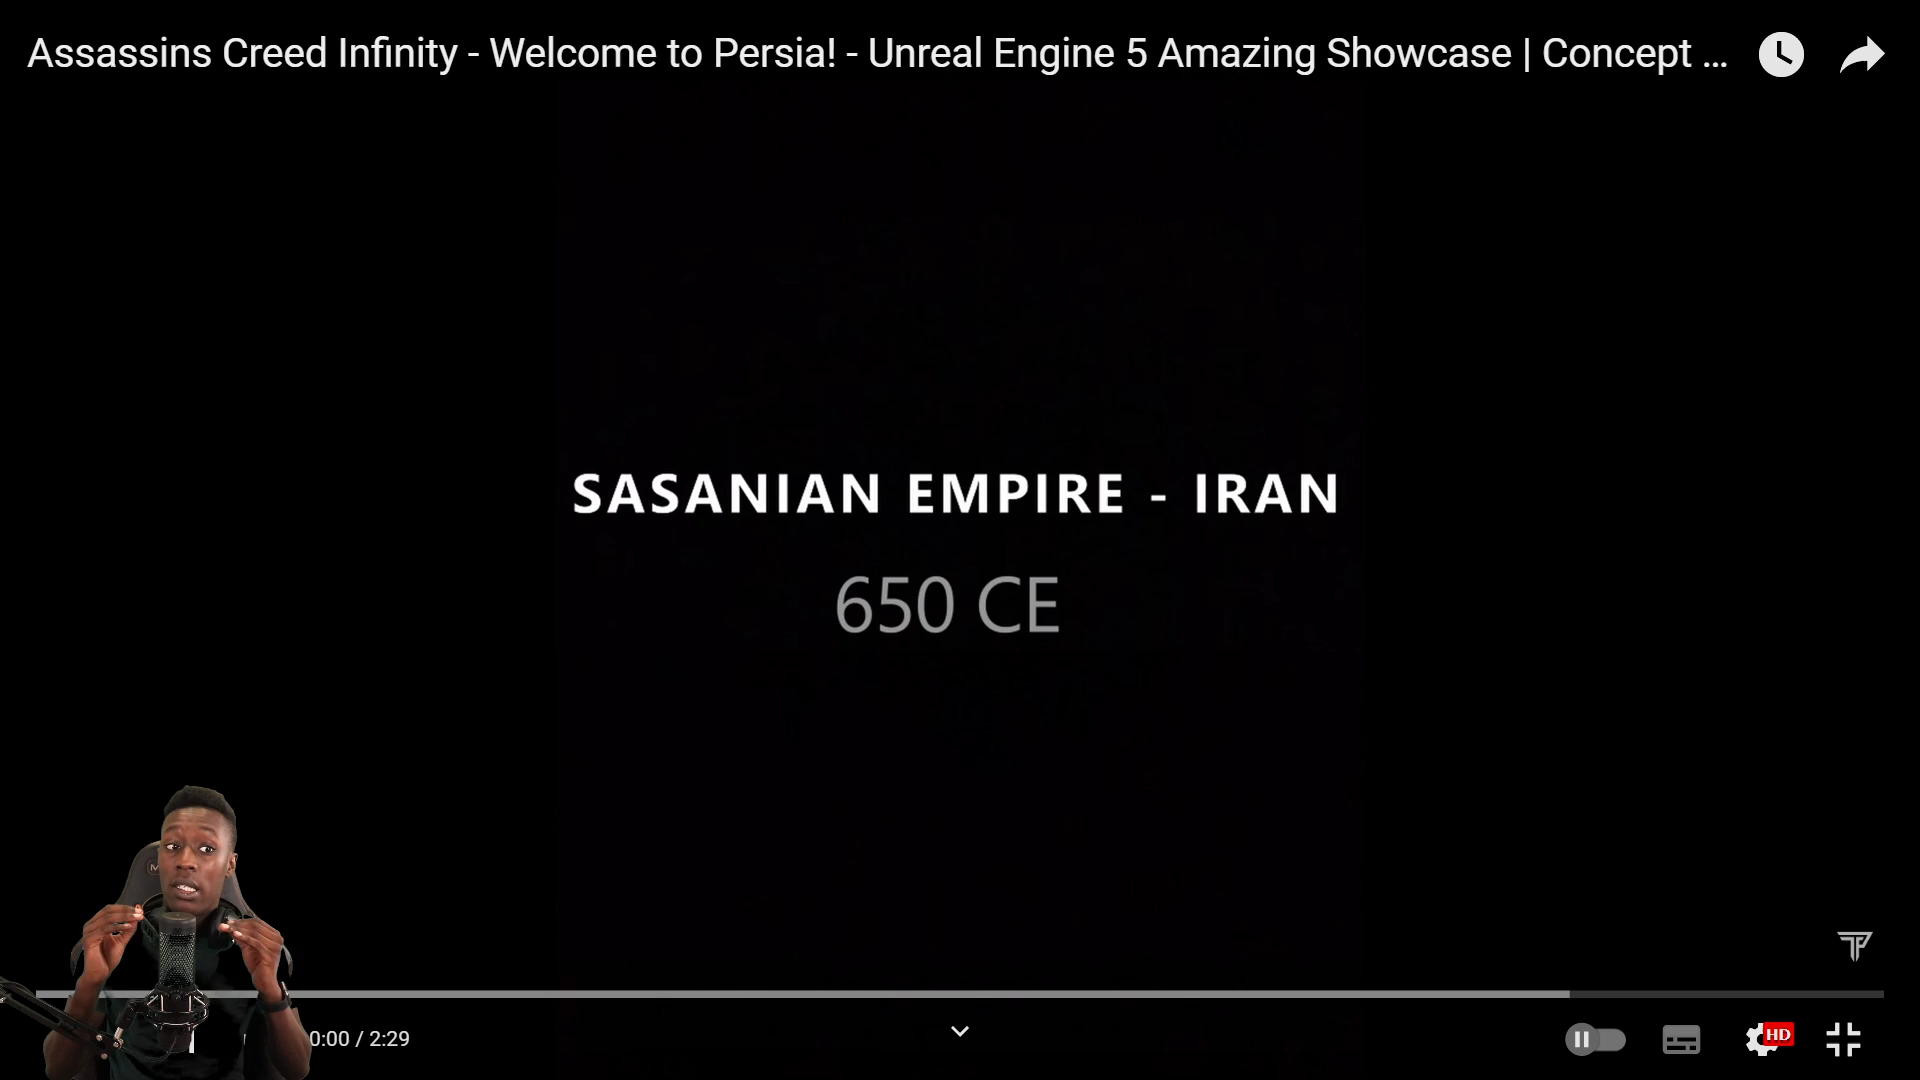 Assassins Creed Infinity - Welcome to Persia! - Unreal Engine 5 Amazing Showcase | Concept ...
SASANIAN EMPIRE - IRAN
650 CE
0:00 / 2:29
HD